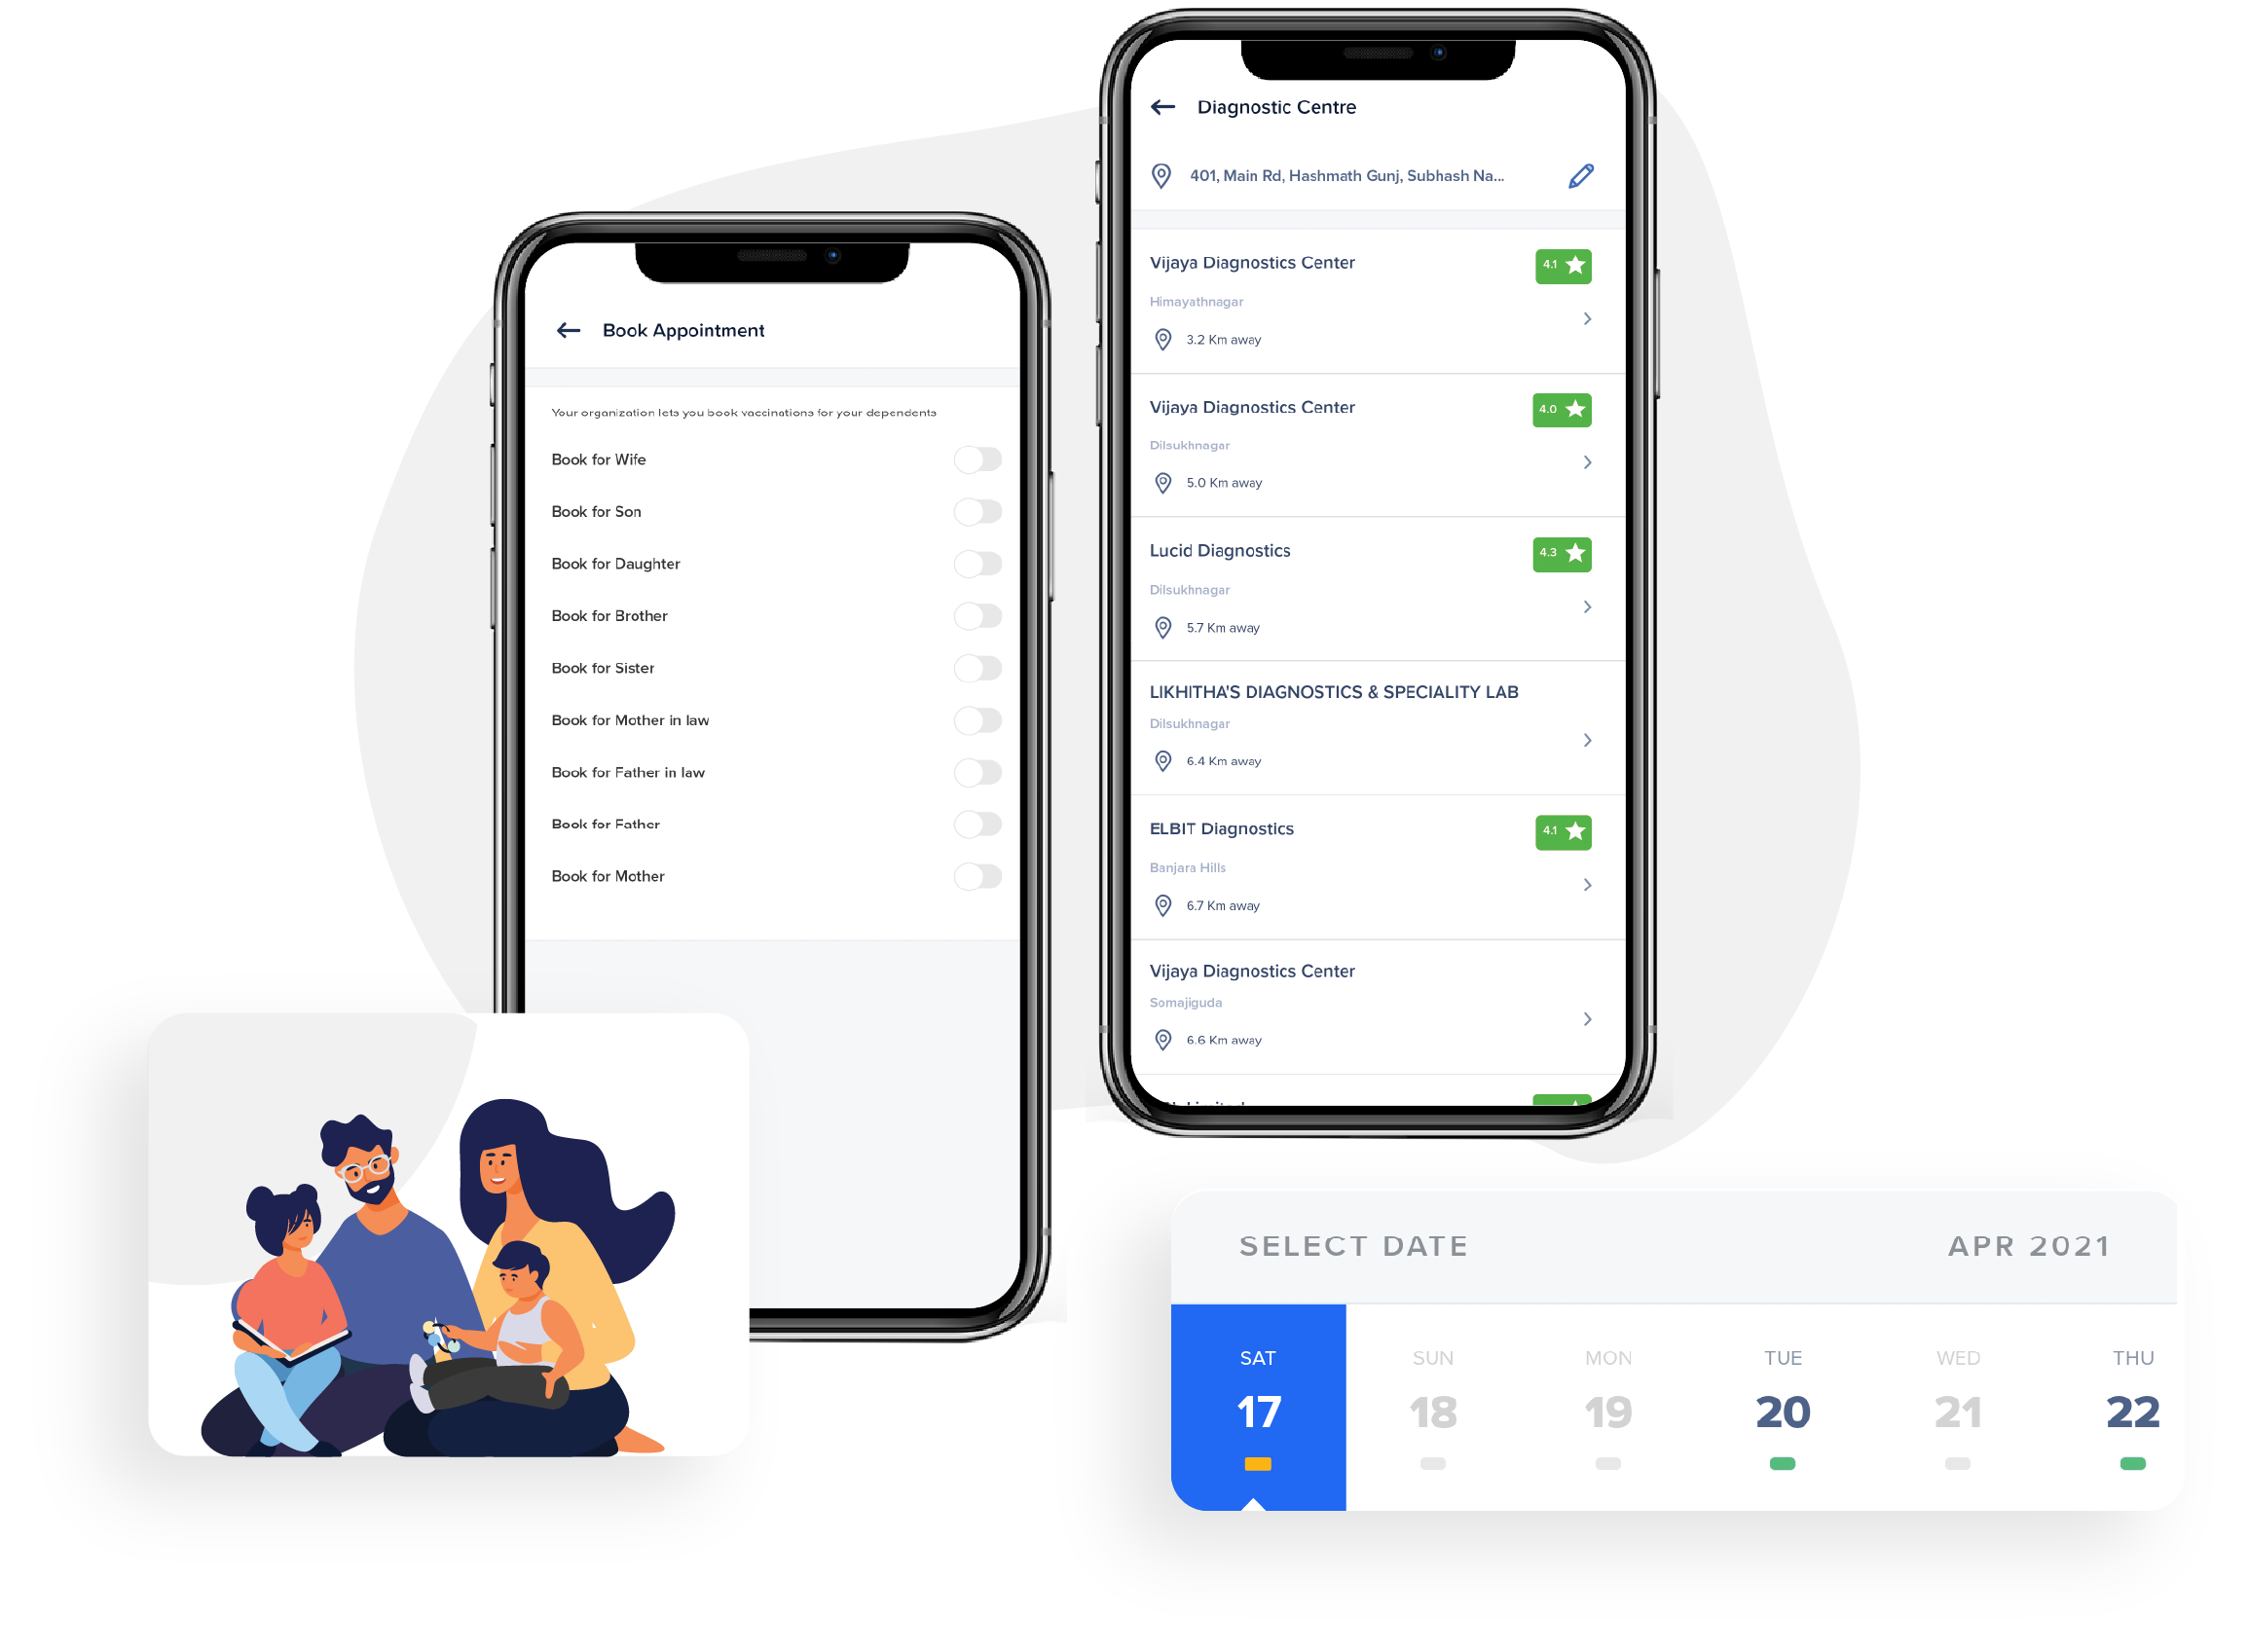 Book Appointment
Your organization lets you book vaccinations for your dependents
Book for Wife
Book for Son
Book for Daughter
Book for Brother
Book for Sister
Book for Mother in law
Book for Father in law
Book for Father
Book for Mother
Diagnostic Centre
401, Main Rd, Hashmath Gunj, Subhash Na...
Vijaya Diagnostics Center 4.1
Himayathnagar
3.2 Km away
Vijaya Diagnostics Center 4.0
Dilsukhnagar
5.0 Km away
Lucid Diagnostics 4.3
Dilsukhnagar
5.7 Km away
LIKHITHA'S DIAGNOSTICS & SPECIALITY LAB
Dilsukhnagar
6.4 Km away
ELBIT Diagnostics 4.1
Banjara Hills
6.7 Km away
Vijaya Diagnostics Center
Somajiguda
6.6 Km away
SELECT DATE APR 2021
SAT SUN MON TUE WED THU
17 18 19 20 21 22